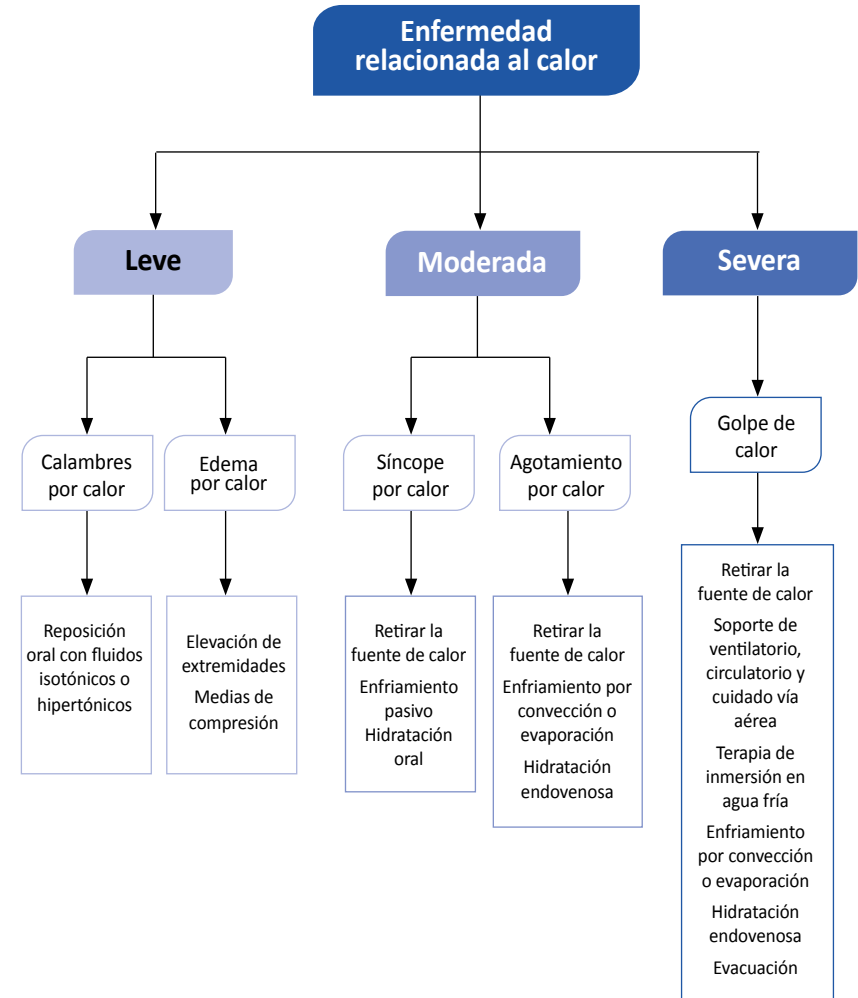 Enfermedad
relacionada al calor
Leve
Moderada
Severa
Calambres
por calor
Edema
por calor
Síncope
por calor
Agotamiento
por calor
Golpe de
calor
Reposición
oral con fluidos
isotónicos o
hipertónicos
Elevación de
extremidades
Medias de
compresión
Retirar la
fuente de calor
Enfriamiento
pasivo
Hidratación
oral
Retirar la
fuente de calor
Enfriamiento por
convección o
evaporación
Hidratación
endovenosa
Retirar la
fuente de calor
Soporte de
ventilatorio,
circulatorio y
cuidado vía
aérea
Terapia de
inmersión en
agua fría
Enfriamiento
por convección
o evaporación
Hidratación
endovenosa
Evacuación